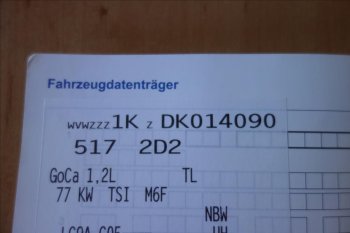 Fahrzeugdatenträger
WVWZZZ1K Z DK014090
517 2D2
GoCa 1,2L TL
77 KW TSI M6F
NBW